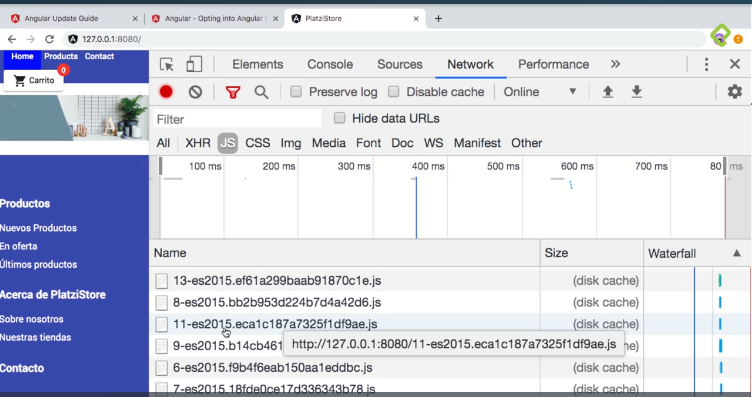 Angular Update Guide
Angular - Opting into Angular
PlatziStore
127.0.0.1:8080/
Home Products Contact
Carrito
0
Elements Console Sources Network Performance
Preserve log Disable cache Online
Filter
Hide data URLs
All XHR JS CSS Img Media Font Doc WS Manifest Other
100 ms 200 ms 300 ms 400 ms 500 ms 600 ms 700 ms 80 ms
Name Size Waterfall
13-es2015.ef61a299baab91870c1e.js (disk cache)
8-es2015.bb2b953d224b7d4a42d6.js (disk cache)
11-es2015.eca1c187a7325f1df9ae.js (disk cache)
9-es2015.b14cb461 (disk cache)
http://127.0.0.1:8080/11-es2015.eca1c187a7325f1df9ae.js
6-es2015.f9b4f6eab150aa1eddbc.js (disk cache)
7-es2015.18fde0ce17d336343b78.js (disk cache)
Productos
Nuevos Productos
En oferta
Últimos productos
Acerca de PlatziStore
Sobre nosotros
Nuestras tiendas
Contacto